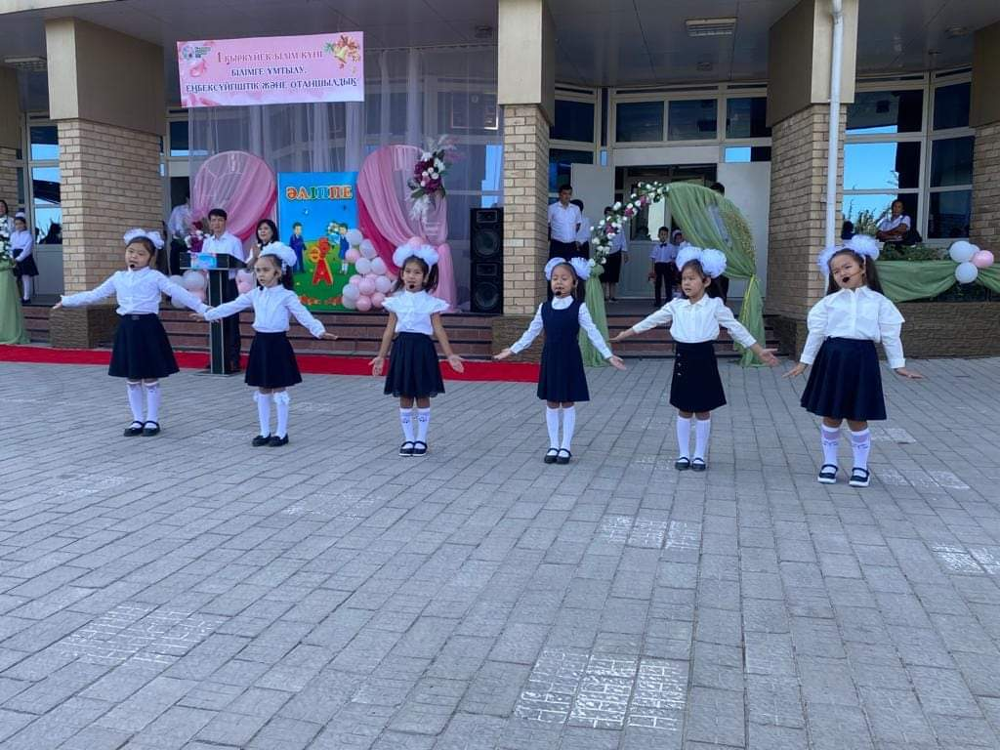 1 ҚЫРКҮЙЕК-БІЛІМ КҮНІ
БІЛІМГЕ ҰМТЫЛУ,
ЕҢБЕКСҮЙГІШТІК ЖӘНЕ ОТАНШЫЛДЫҚ
ӘЛІППЕ